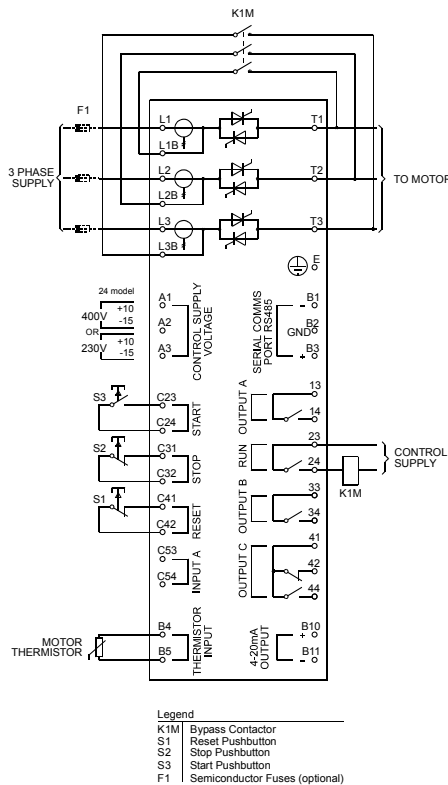 K1M
F1
L1
T1
L1B
3 PHASE
SUPPLY
L2
T2
TO MOTOR
L2B
L3
T3
L3B
E
24 model
400V +10
-15
OR
230V +10
-15
A1
A2
A3
CONTROL SUPPLY
VOLTAGE
SERIAL COMMS
PORT RS485
- B1
GND B2
+ B3
S3
C23
C24
START
OUTPUT A
13
14
S2
C31
C32
STOP
RUN
23
24
CONTROL
SUPPLY
K1M
S1
C41
C42
RESET
OUTPUT B
33
34
C53
C54
INPUT A
OUTPUT C
41
42
44
MOTOR
THERMISTOR
B4
B5
THERMISTOR
INPUT
4-20mA
OUTPUT
+ B10
- B11
Legend
K1M Bypass Contactor
S1 Reset Pushbutton
S2 Stop Pushbutton
S3 Start Pushbutton
F1 Semiconductor Fuses (optional)